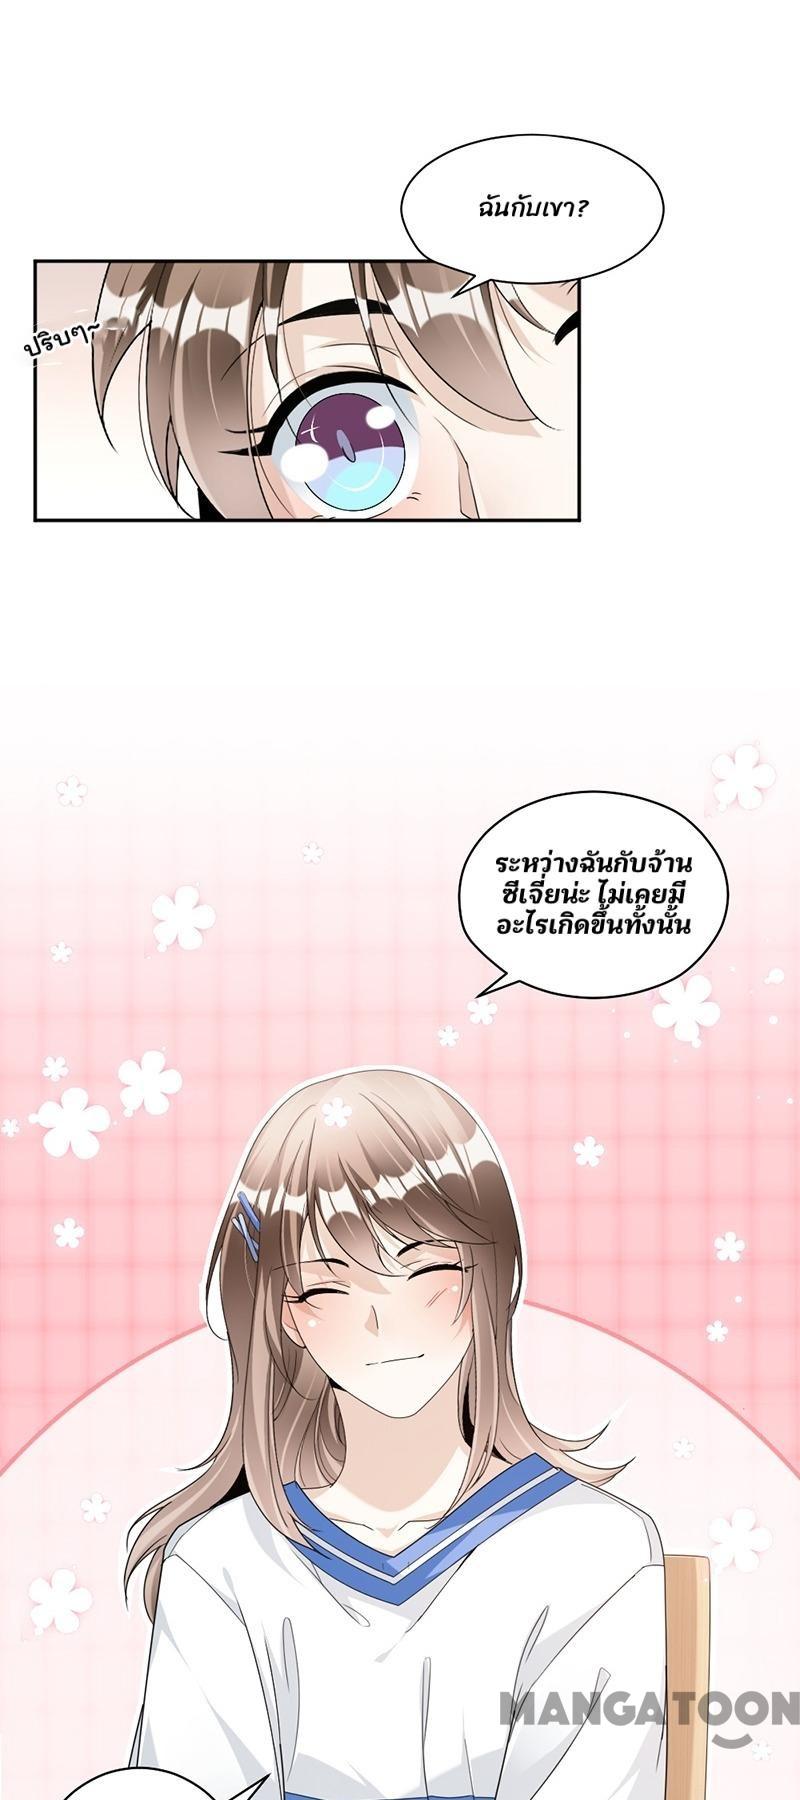 ฉันกับเขา?
ปริบๆ~
ระหว่างฉันกับจ้าน
ซีเจี่ยน่ะ ไม่เคยมี
อะไรเกิดขึ้นทั้งนั้น
MANGATOON